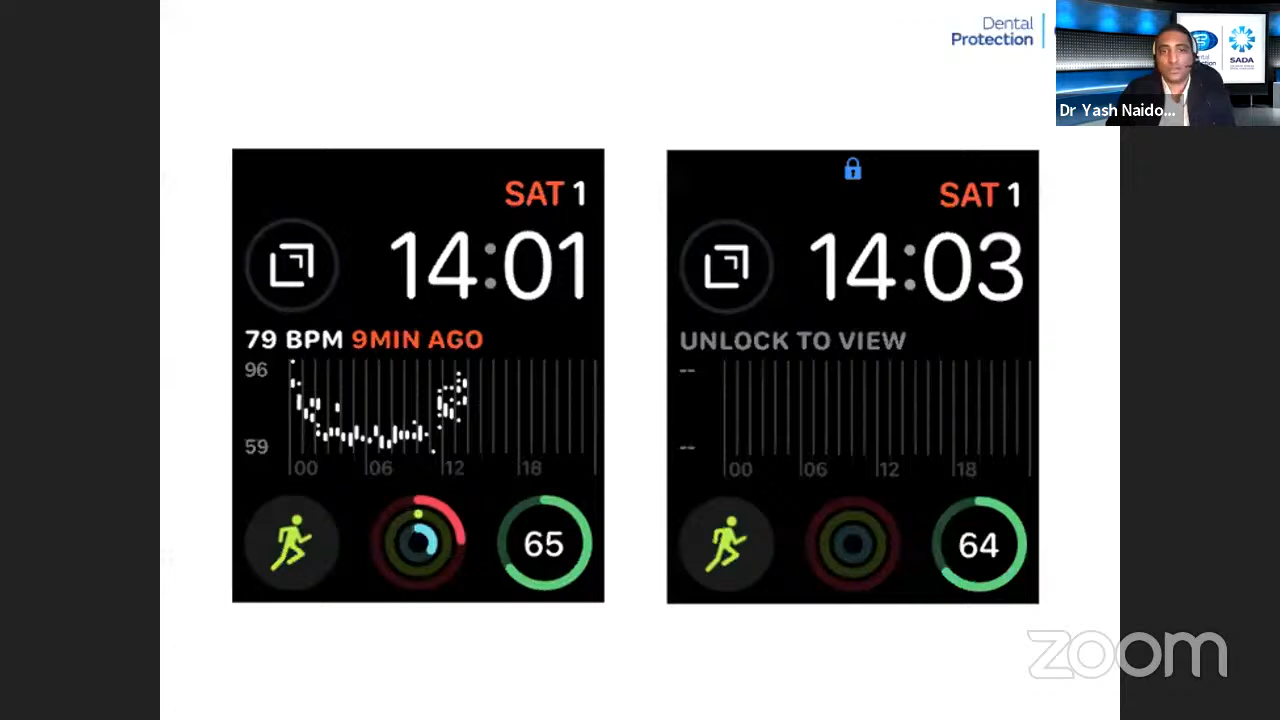 Dental
Protection
SADA
Dr Yash Naido...
SAT 1
14:01
79 BPM 9MIN AGO
96
59
00 06 12 18
65
SAT 1
14:03
UNLOCK TO VIEW
--
--
00 06 12 18
64
zoom